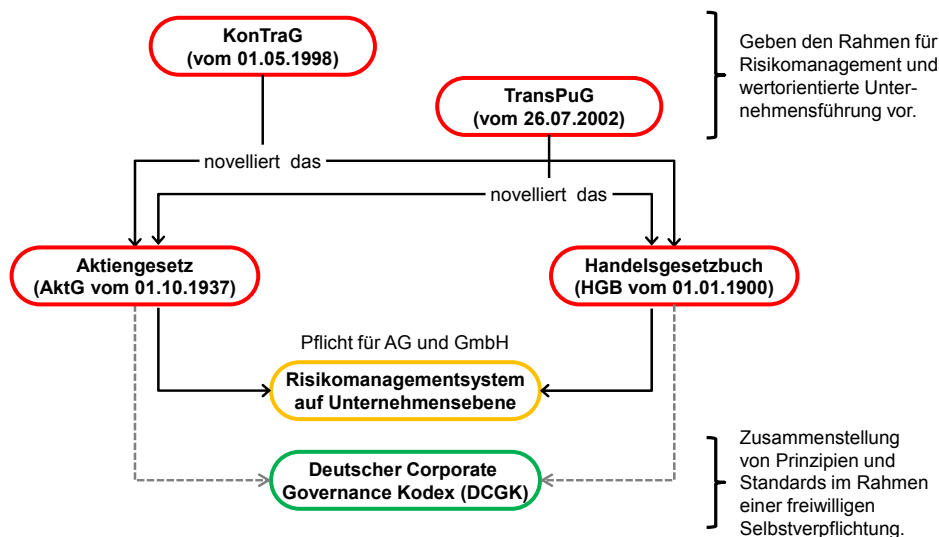 KonTraG
(vom 01.05.1998)
Geben den Rahmen für
Risikomanagement und
wertorientierte Unter-
nehmensführung vor.
TransPuG
(vom 26.07.2002)
novelliert das
novelliert das
Aktiengesetz
(AktG vom 01.10.1937)
Handelsgesetzbuch
(HGB vom 01.01.1900)
Pflicht für AG und GmbH
Risikomanagementsystem
auf Unternehmensebene
Deutscher Corporate
Governance Kodex (DCGK)
Zusammenstellung
von Prinzipien und
Standards im Rahmen
einer freiwilligen
Selbstverpflichtung.